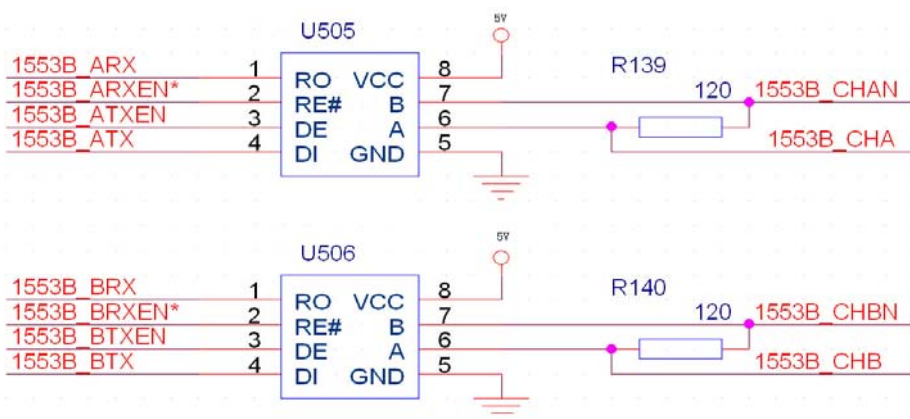 U505
5V
1553B_ARX 1 RO VCC 8
1553B_ARXEN* 2 RE# B 7
1553B_ATXEN 3 DE A 6
1553B_ATX 4 DI GND 5
R139
120
1553B_CHAN
1553B_CHA
U506
5V
1553B_BRX 1 RO VCC 8
1553B_BRXEN* 2 RE# B 7
1553B_BTXEN 3 DE A 6
1553B_BTX 4 DI GND 5
R140
120
1553B_CHBN
1553B_CHB